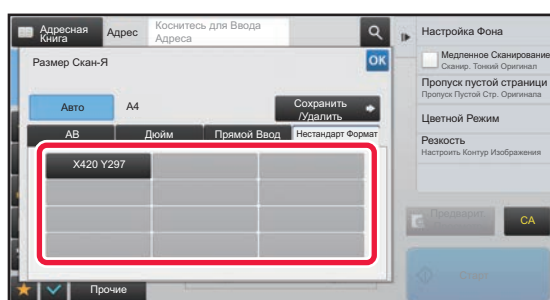 Адресная
Книга
Адрес
Коснитесь для Ввода
Адреса
Размер Скан-Я
OK
Авто
A4
Сохранить
/Удалить
AB
Дюйм
Прямой Ввод
Нестандарт Формат
X420 Y297
Прочие
Настройка Фона
Медленное Сканирование
Сканир. Тонкий Оригинал
Пропуск пустой страници
Пропуск Пустой Стр. Оригинала
Цветной Режим
Резкость
Настроить Контур Изображения
CA
Старт